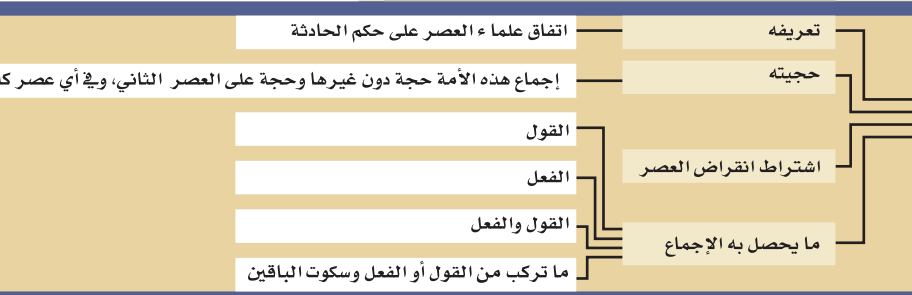 تعريفه
اتفاق علماء العصر على حكم الحادثة
حجيته
إجماع هذه الأمة حجة دون غيرها وحجة على العصر الثاني، وفي أي عصر
اشتراط انقراض العصر
ما يحصل به الإجماع
القول
الفعل
القول والفعل
ما تركب من القول أو الفعل وسكوت الباقين